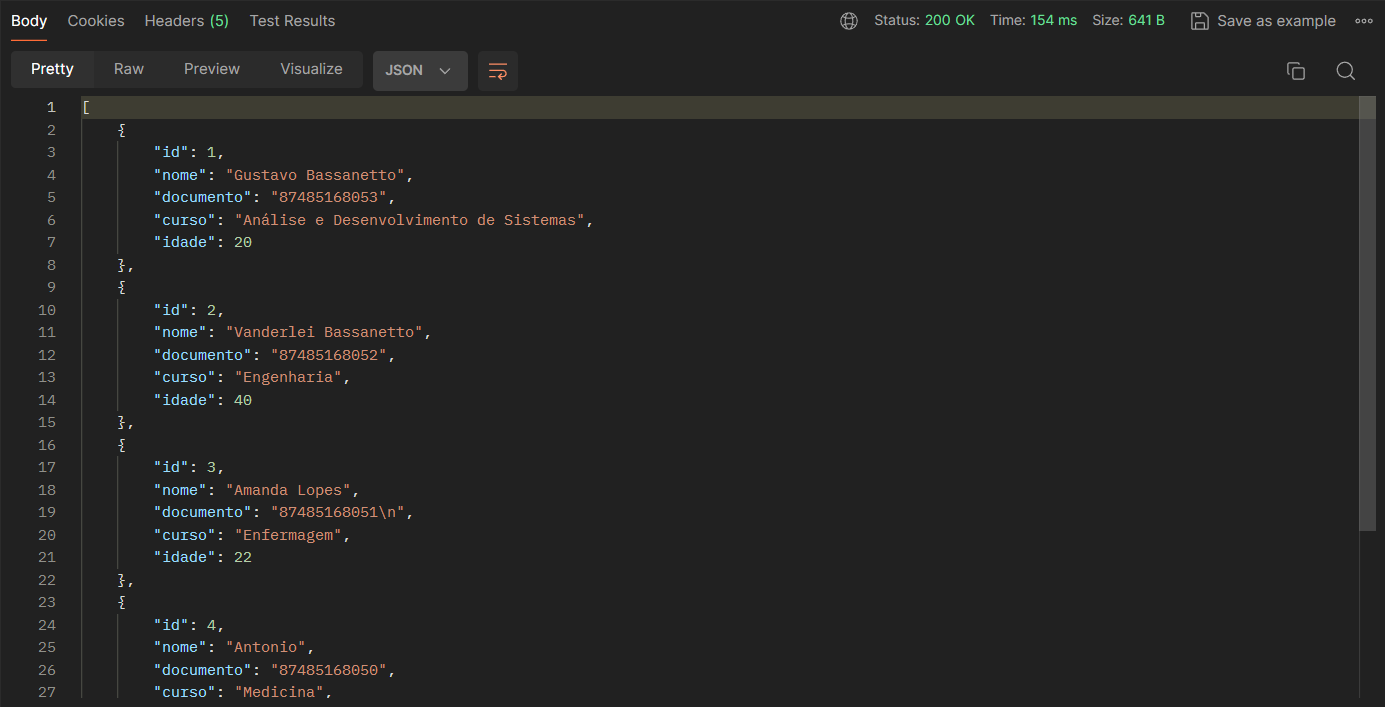 Body Cookies Headers (5) Test Results Status: 200 OK Time: 154 ms Size: 641 B Save as example
Pretty Raw Preview Visualize JSON
1 [
2 {
3 "id": 1,
4 "nome": "Gustavo Bassanetto",
5 "documento": "87485168053",
6 "curso": "Análise e Desenvolvimento de Sistemas",
7 "idade": 20
8 },
9 {
10 "id": 2,
11 "nome": "Vanderlei Bassanetto",
12 "documento": "87485168052",
13 "curso": "Engenharia",
14 "idade": 40
15 },
16 {
17 "id": 3,
18 "nome": "Amanda Lopes",
19 "documento": "87485168051\n",
20 "curso": "Enfermagem",
21 "idade": 22
22 },
23 {
24 "id": 4,
25 "nome": "Antonio",
26 "documento": "87485168050",
27 "curso": "Medicina",